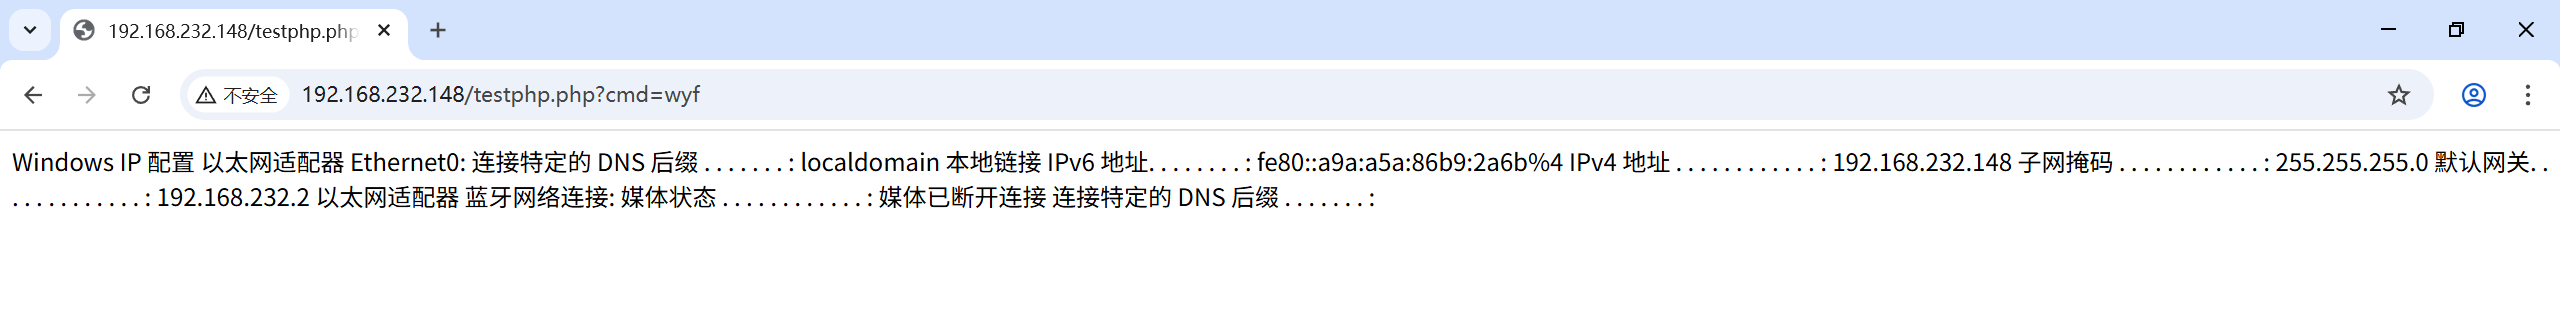 192.168.232.148/testphp.php
不安全 192.168.232.148/testphp.php?cmd=wyf
Windows IP 配置 以太网适配器 Ethernet0: 连接特定的 DNS 后缀 . . . . . . . : localdomain 本地链接 IPv6 地址. . . . . . . . : fe80::a9a:a5a:86b9:2a6b%4 IPv4 地址 . . . . . . . . . . . . : 192.168.232.148 子网掩码 . . . . . . . . . . . . : 255.255.255.0 默认网关. .
. . . . . . . . . . . : 192.168.232.2 以太网适配器 蓝牙网络连接: 媒体状态 . . . . . . . . . . . . : 媒体已断开连接 连接特定的 DNS 后缀 . . . . . . . :